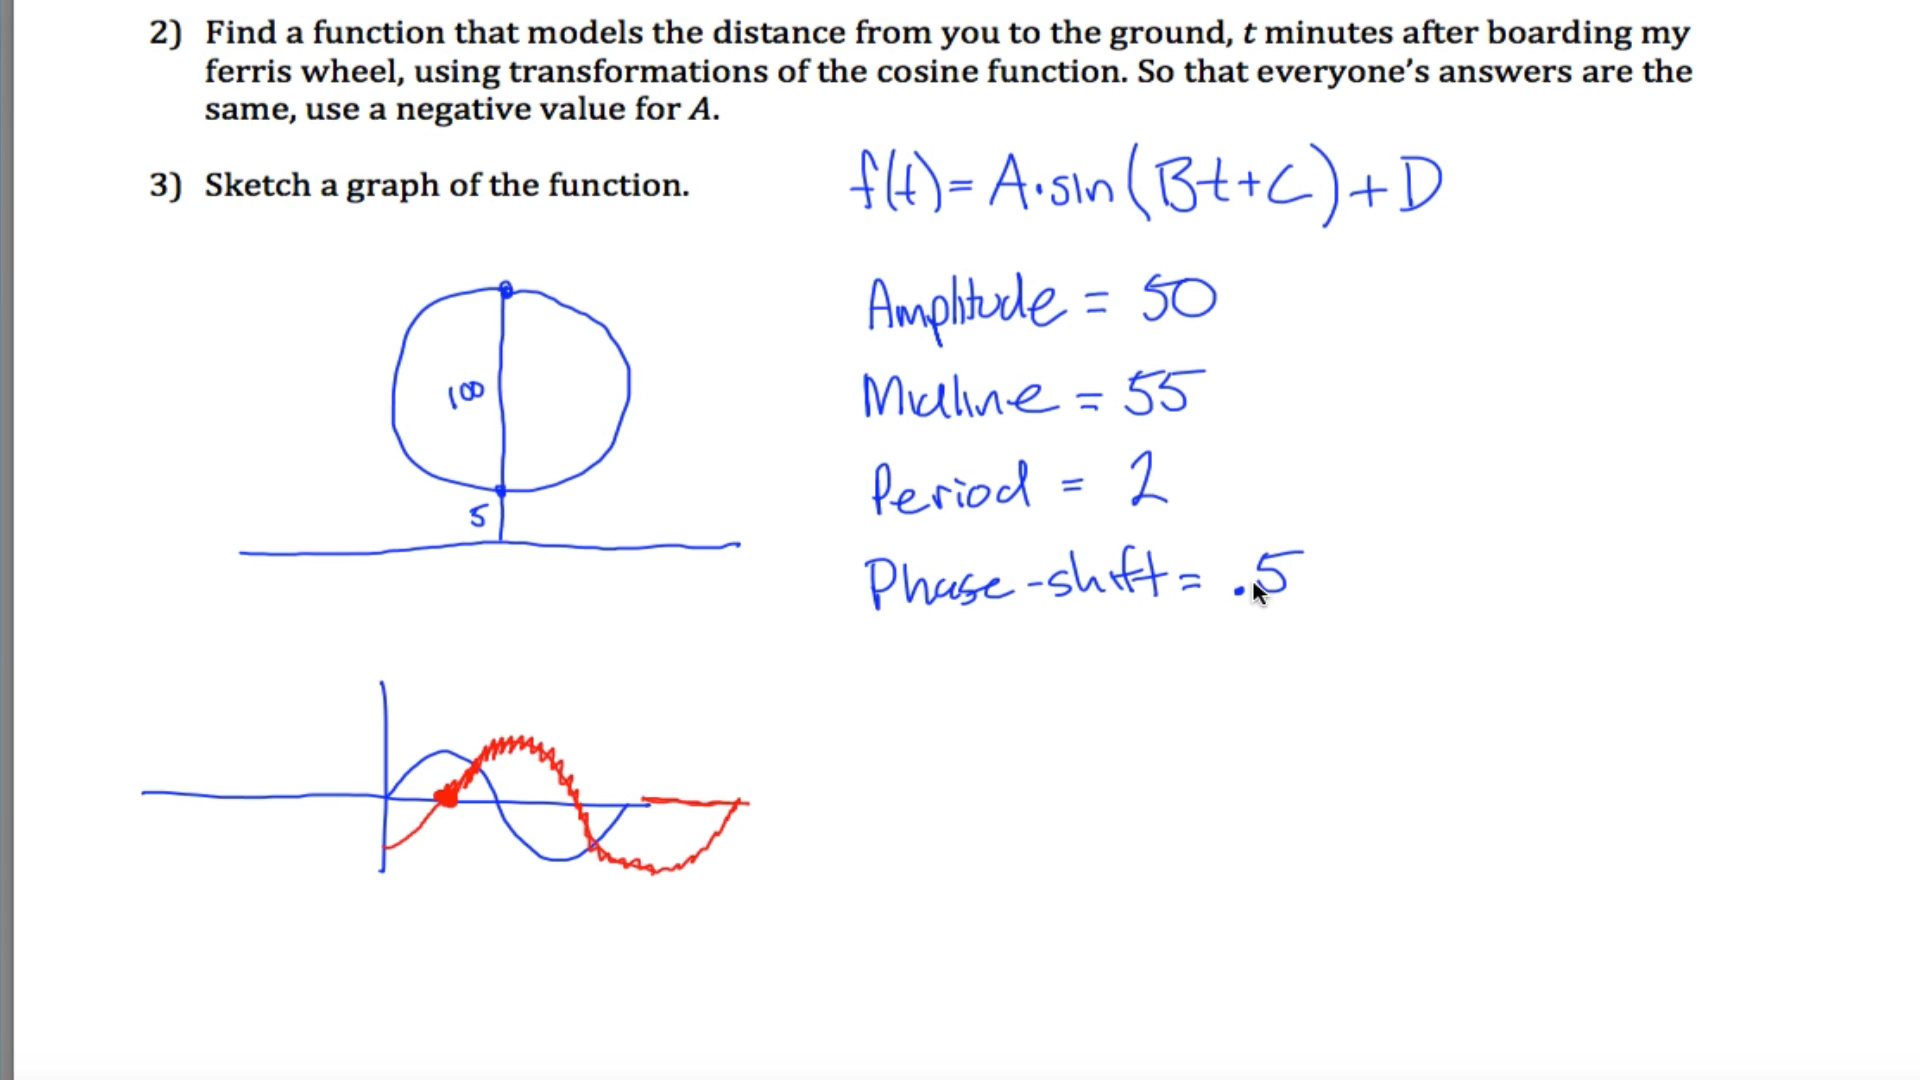 2) Find a function that models the distance from you to the ground, t minutes after boarding my
ferris wheel, using transformations of the cosine function. So that everyone's answers are the
same, use a negative value for A.
3) Sketch a graph of the function.
f(t) = A·sin(Bt+C)+D
Amplitude = 50
Midline = 55
Period = 2
Phase-shift = .5
100
5